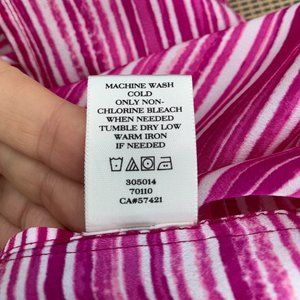 MACHINE WASH
COLD
ONLY NON-
CHLORINE BLEACH
WHEN NEEDED
TUMBLE DRY LOW
WARM IRON
IF NEEDED
305014
70110
CA#57421